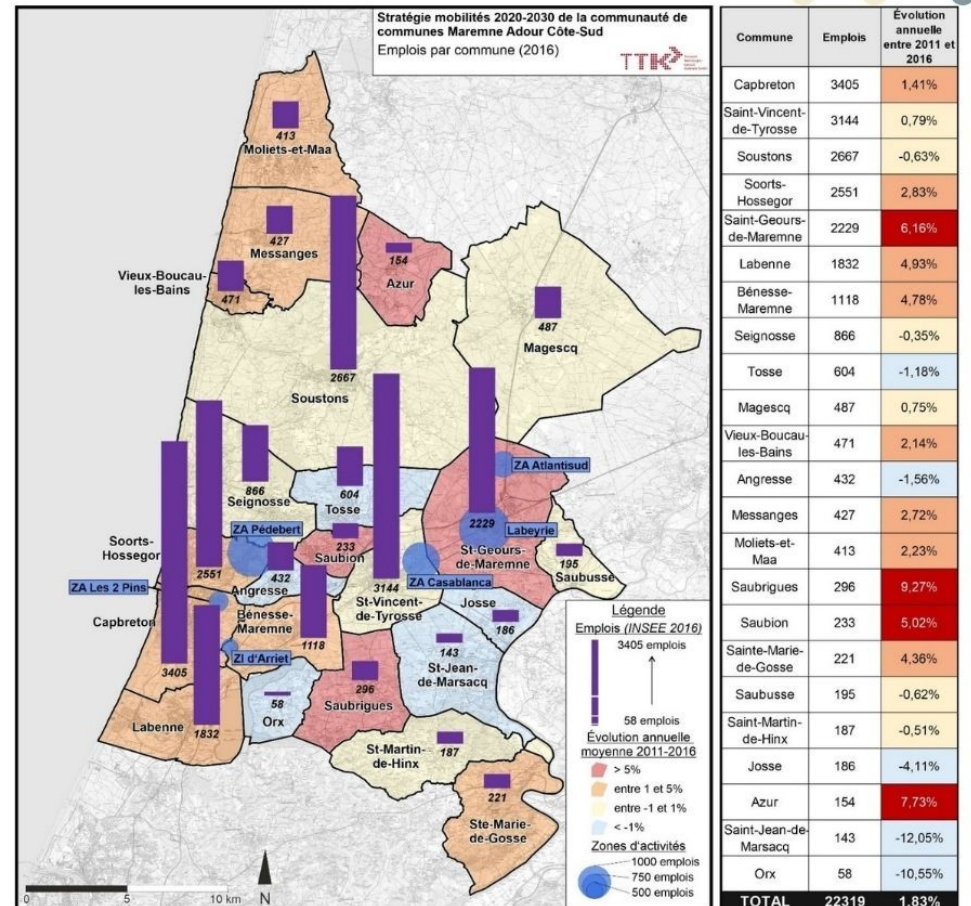 Stratégie mobilités 2020-2030 de la communauté de
communes Maremne Adour Côte-Sud
Emplois par commune (2016)
TTK
413
Moliets-et-Maa
427
Messanges
154
Azur
Vieux-Boucau-
les-Bains
471
487
Magescq
2667
Soustons
866
Seignosse
604
Tosse
ZA Atlantisud
2229
Labeyrie
St-Geours-
de-Maremne
ZA Pédebert
233
Saubion
195
Saubusse
Soorts-
Hossegor
2551
432
Angresse
3144
ZA Casablanca
St-Vincent-
de-Tyrosse
ZA Les 2 Pins
Capbreton
Bénesse-
Maremne
1118
Josse
186
ZI d'Arriet
143
St-Jean-
de-Marsacq
3405
296
Saubrigues
58
Orx
Labenne
1832
St-Martin-
de-Hinx
187
221
Ste-Marie-
de-Gosse
Légende
Emplois (INSEE 2016)
3405 emplois
58 emplois
Évolution annuelle
moyenne 2011-2016
> 5%
entre 1 et 5%
entre -1 et 1%
< -1%
Zones d'activités
1000 emplois
750 emplois
500 emplois
0 5 10 km
N
Commune Emplois Évolution annuelle entre 2011 et 2016
Capbreton 3405 1,41%
Saint-Vincent-de-Tyrosse 3144 0,79%
Soustons 2667 -0,63%
Soorts-Hossegor 2551 2,83%
Saint-Geours-de-Maremne 2229 6,16%
Labenne 1832 4,93%
Bénesse-Maremne 1118 4,78%
Seignosse 866 -0,35%
Tosse 604 -1,18%
Magescq 487 0,75%
Vieux-Boucau-les-Bains 471 2,14%
Angresse 432 -1,56%
Messanges 427 2,72%
Moliets-et-Maa 413 2,23%
Saubrigues 296 9,27%
Saubion 233 5,02%
Sainte-Marie-de-Gosse 221 4,36%
Saubusse 195 -0,62%
Saint-Martin-de-Hinx 187 -0,51%
Josse 186 -4,11%
Azur 154 7,73%
Saint-Jean-de-Marsacq 143 -12,05%
Orx 58 -10,55%
TOTAL 22319 1,83%